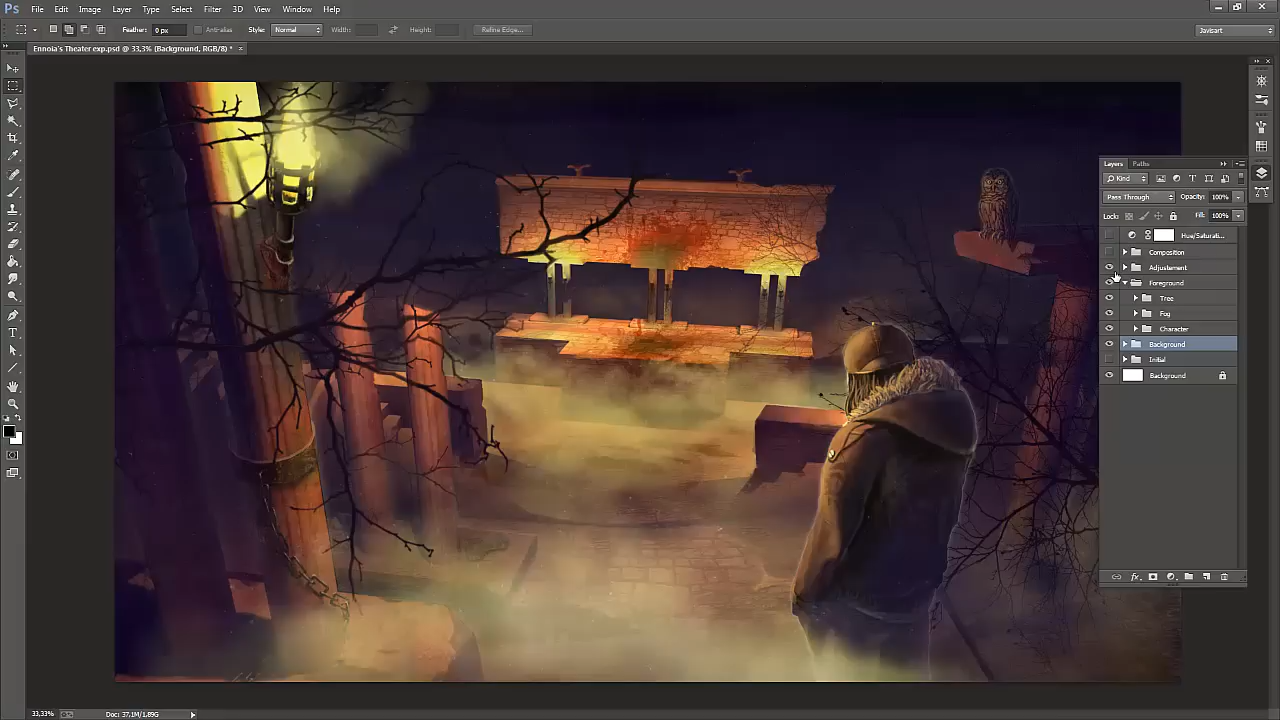 Ps File Edit Image Layer Type Select Filter 3D View Window Help
Feather: 0 px Anti-alias Style: Normal Width: Height: Refine Edge... Javisart
Ennoia's Theater exp.psd @ 33,3% (Background, RGB/8) * ×
Layers Paths
Kind
Pass Through Opacity: 100%
Lock: Fill: 100%
Hue/Saturati...
Composition
Adjustement
Foreground
Tree
Fog
Character
Background
Initial
Background
33,33% Doc: 37,1M/1,89G